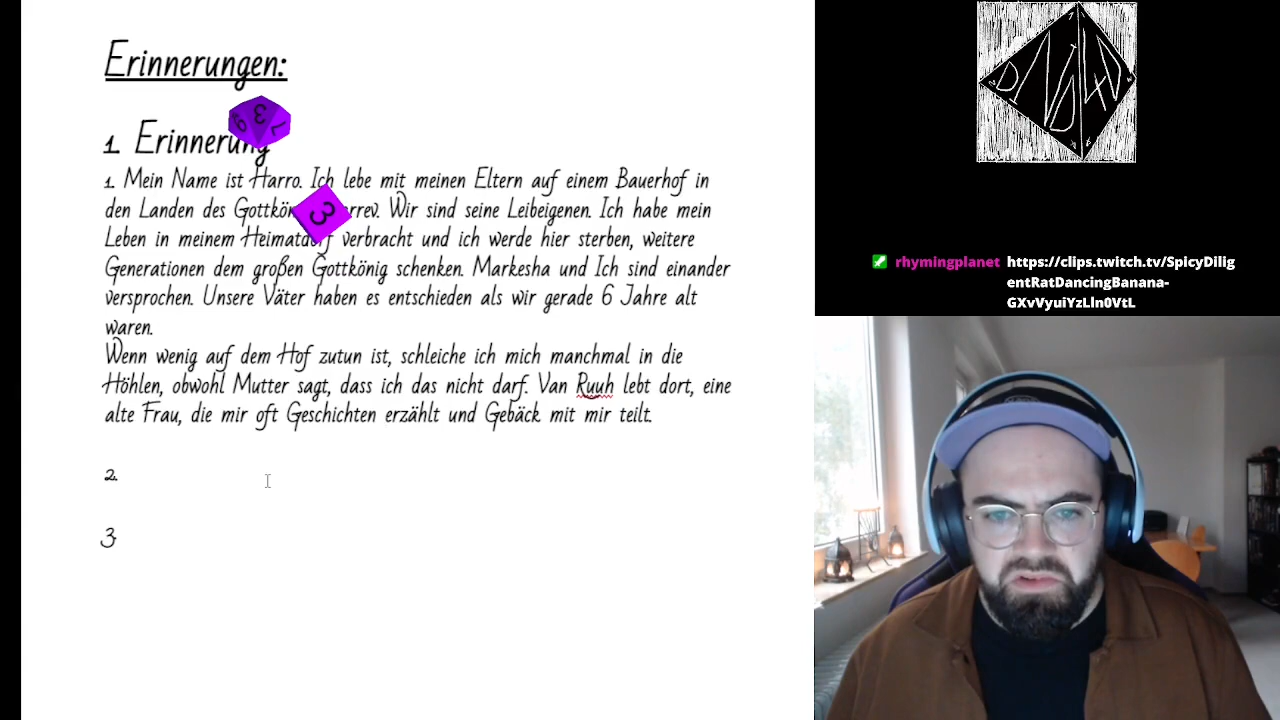 Erinnerungen:
1. Erinnerung
1. Mein Name ist Harro. Ich lebe mit meinen Eltern auf einem Bauerhof in
den Landen des
Wir sind seine Leibeigenen. Ich habe mein
Leben in meinem Heimatdorf verbracht und ich werde hier sterben, weitere
Generationen dem großen Gottkönig schenken. Markesha und Ich sind einander
versprochen. Unsere Väter haben es entschieden als wir gerade 6 Jahre alt
waren.
Wenn wenig auf dem Hof zutun ist, schleiche ich mich manchmal in die
Höhlen, obwohl Mutter sagt, dass ich das nicht darf. Van Ruuh lebt dort, eine
alte Frau, die mir oft Geschichten erzählt und Gebäck mit mir teilt.
2.
3
3
3
rhymingplanet https://clips.twitch.tv/SpicyDilig
entRatDancingBanana-
GXvVyuiYzLln0VtL